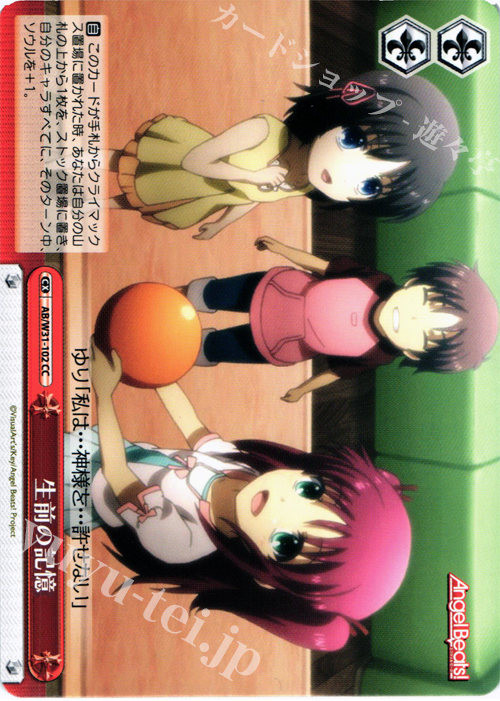 【自】 このカードが手札からクライマック
ス置場に置かれた時、あなたは自分の山
札の上から1枚を、ストック置場に置き、
自分のキャラすべてに、そのターン中、
ソウルを+1。
CX
AB/W31-102 CC
ゆり「私は…神様を…許せない」
生前の記憶
©VisualArt's/Key/Angel Beats! Project
Angel Beats!
カードショップ - 遊々亭
yuyu-tei.jp